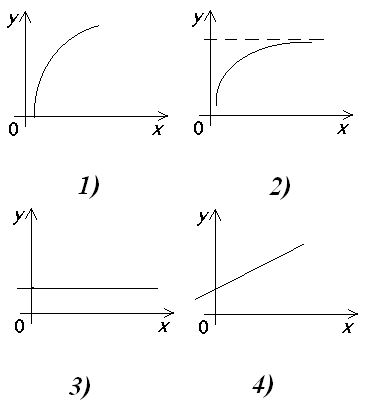 y y
0 x 0 x
1) 2)
y y
0 x 0 x
3) 4)